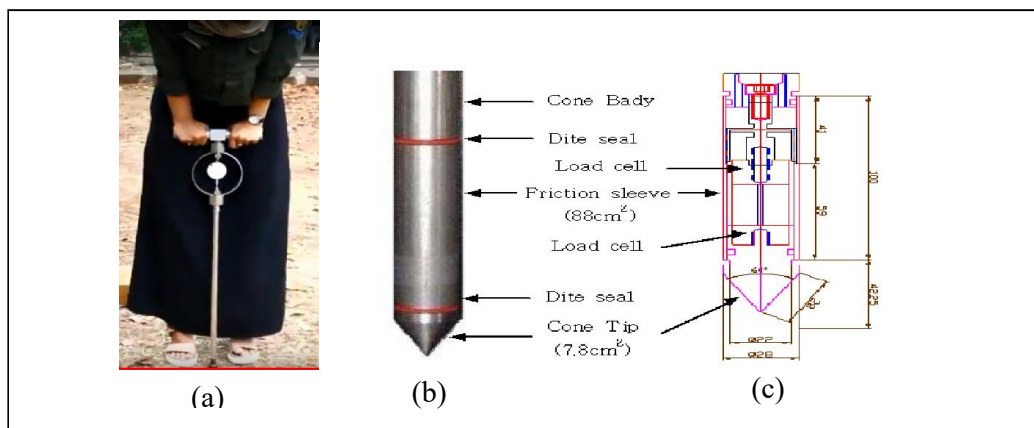 Cone Bady
Dite seal
Load cell
Friction sleeve
(88cm²)
Load cell
Dite seal
Cone Tip
(7.8cm²)
41
100
59
4225
Ø22
Ø28
(a)
(b)
(c)